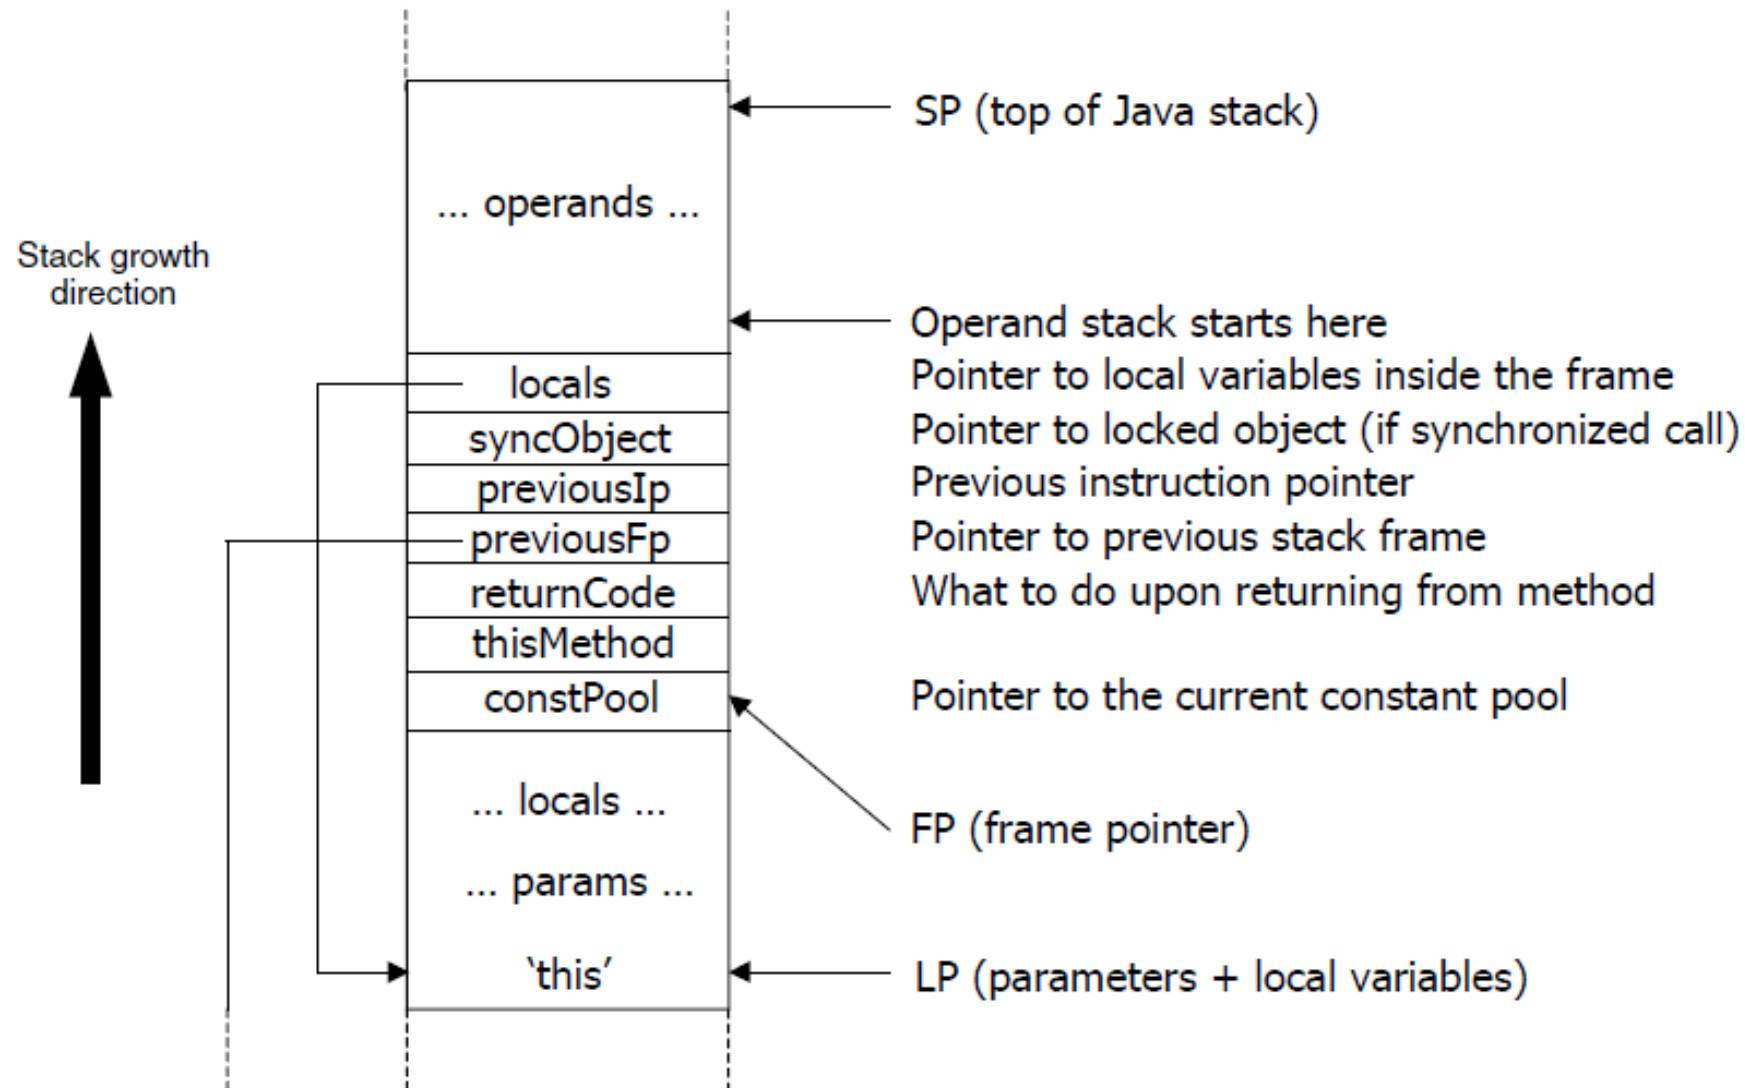 SP (top of Java stack)
... operands ...
Stack growth
direction
Operand stack starts here
locals
Pointer to local variables inside the frame
syncObject
Pointer to locked object (if synchronized call)
previousIp
Previous instruction pointer
previousFp
Pointer to previous stack frame
returnCode
What to do upon returning from method
thisMethod
constPool
Pointer to the current constant pool
... locals ...
FP (frame pointer)
... params ...
‘this’
LP (parameters + local variables)